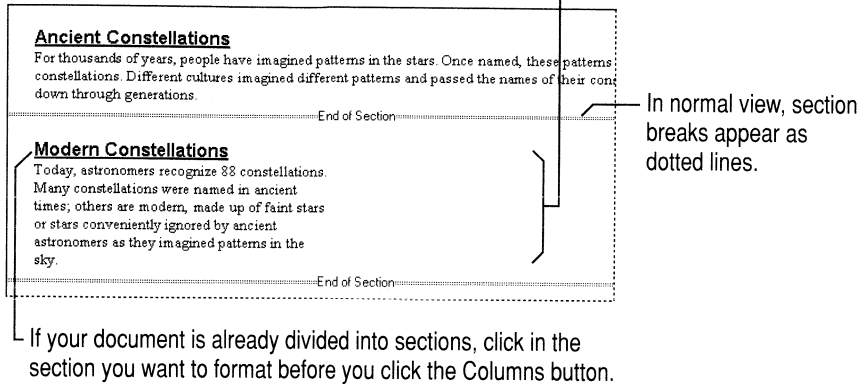 Ancient Constellations
For thousands of years, people have imagined patterns in the stars. Once named, these patterns
constellations. Different cultures imagined different patterns and passed the names of their con
down through generations.
End of Section
In normal view, section
breaks appear as
dotted lines.
Modern Constellations
Today, astronomers recognize 88 constellations.
Many constellations were named in ancient
times; others are modern, made up of faint stars
or stars conveniently ignored by ancient
astronomers as they imagined patterns in the
sky.
End of Section
If your document is already divided into sections, click in the
section you want to format before you click the Columns button.